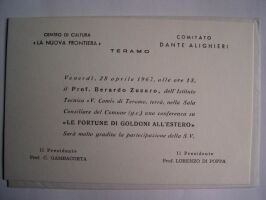 CENTRO DI CULTURA
« LA NUOVA FRONTIERA »
COMITATO
DANTE ALIGHIERI
TERAMO
Venerdì, 28 aprile 1967, alle ore 18,
il Prof. Berardo Zezero, dell'Istituto
Tecnico «V. Comi» di Teramo, terrà, nella Sala
Consiliare del Comune (g.c.) una conferenza su
«LE FORTUNE DI GOLDONI ALL'ESTERO»
Sarà molto gradita la partecipazione della S.V.
Il Presidente
Prof. C. GAMBACORTA
Il Presidente
Prof. LORENZO DI POPPA